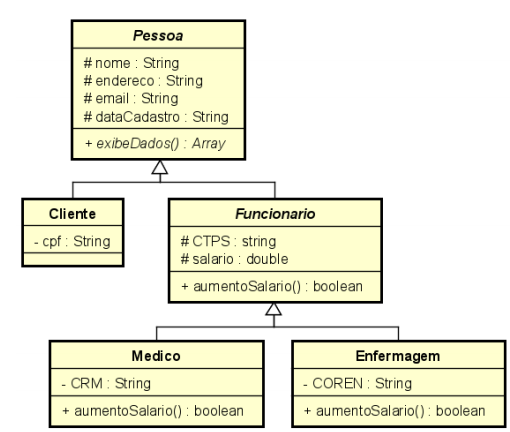 Pessoa
# nome : String
# endereco : String
# email : String
# dataCadastro : String
+ exibeDados() : Array
Cliente
- cpf : String
Funcionario
# CTPS : string
# salario : double
+ aumentoSalario() : boolean
Medico
- CRM : String
+ aumentoSalario() : boolean
Enfermagem
- COREN : String
+ aumentoSalario() : boolean